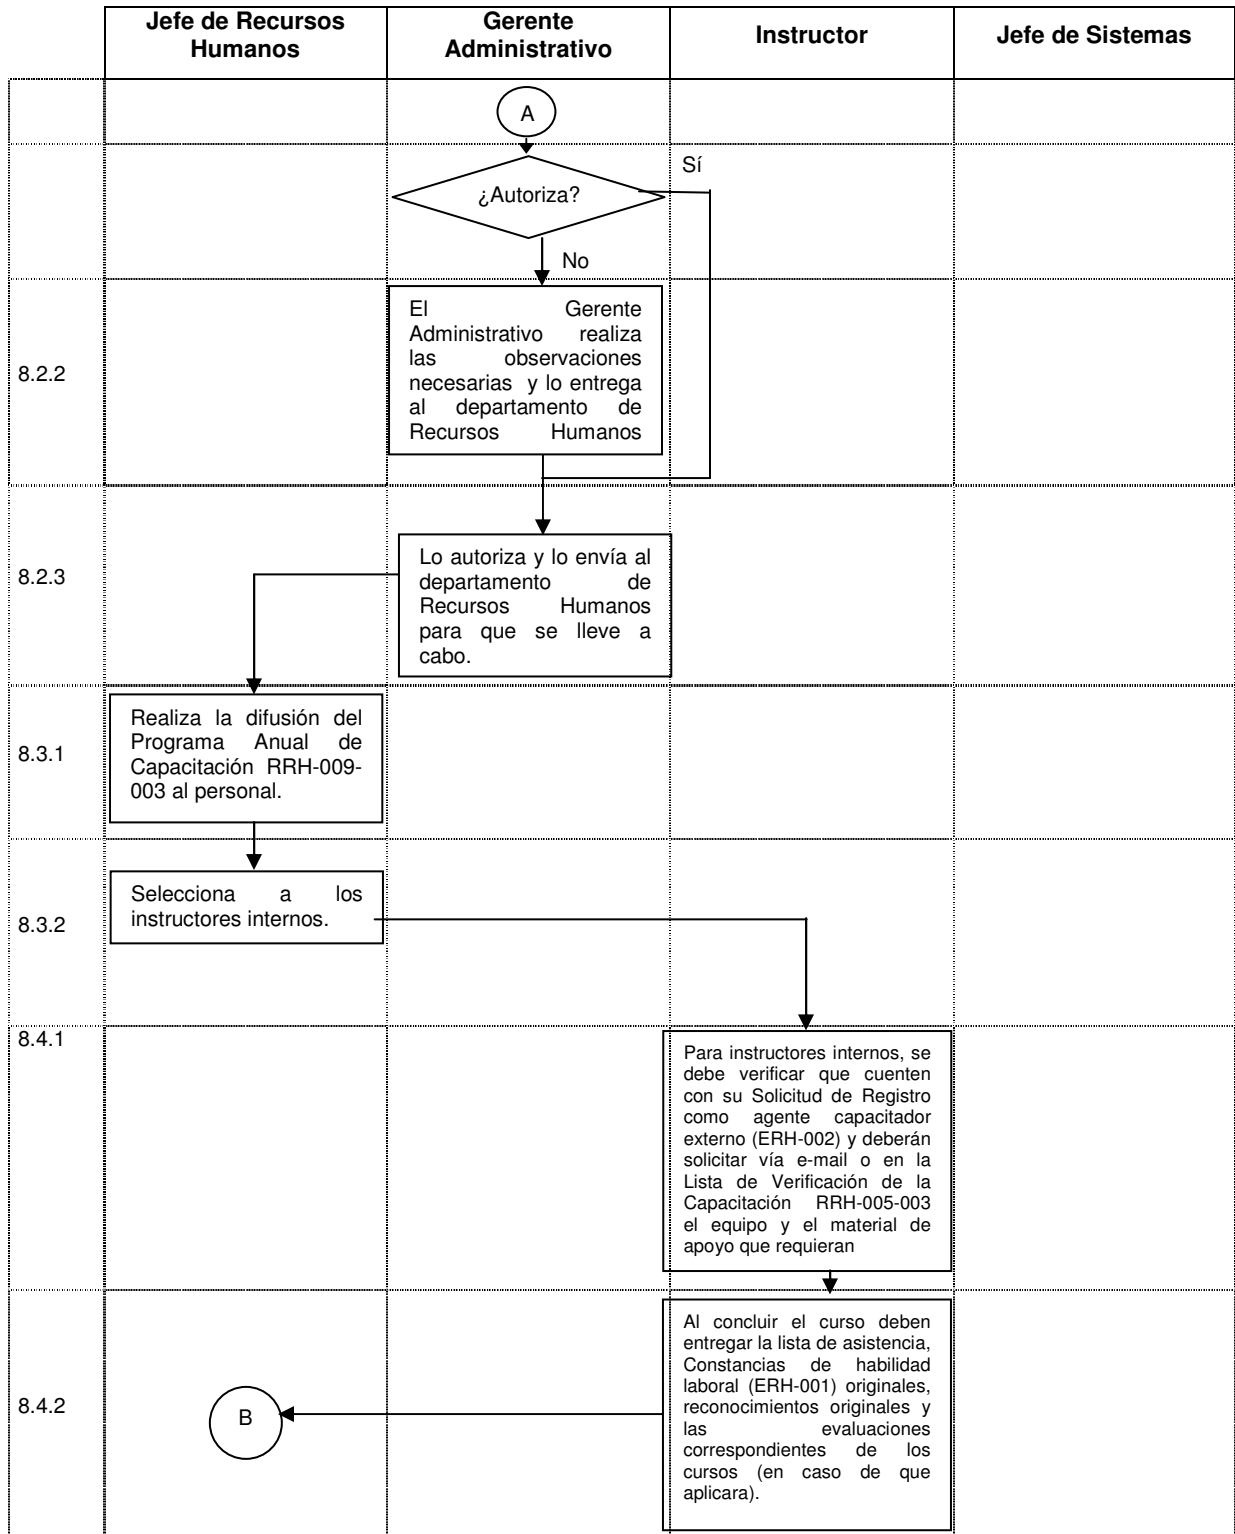 Jefe de Recursos
Humanos
Gerente
Administrativo
Instructor
Jefe de Sistemas
A
¿Autoriza?
Sí
No
8.2.2
El Gerente
Administrativo realiza
las observaciones
necesarias y lo entrega
al departamento de
Recursos Humanos
8.2.3
Lo autoriza y lo envía al
departamento de
Recursos Humanos
para que se lleve a
cabo.
8.3.1
Realiza la difusión del
Programa Anual de
Capacitación RRH-009-
003 al personal.
8.3.2
Selecciona a los
instructores internos.
8.4.1
Para instructores internos, se
debe verificar que cuenten
con su Solicitud de Registro
como agente capacitador
externo (ERH-002) y deberán
solicitar vía e-mail o en la
Lista de Verificación de la
Capacitación RRH-005-003
el equipo y el material de
apoyo que requieran
8.4.2
B
Al concluir el curso deben
entregar la lista de asistencia,
Constancias de habilidad
laboral (ERH-001) originales,
reconocimientos originales y
las evaluaciones
correspondientes de los
cursos (en caso de que
aplicara).